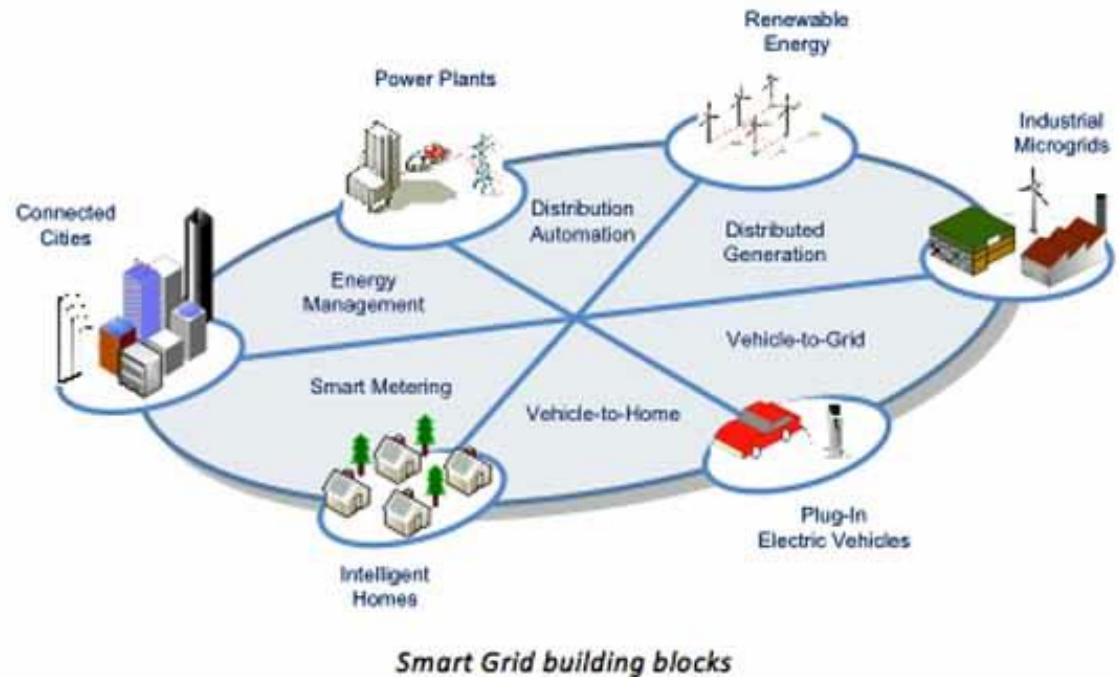 Renewable
Energy
Power Plants
Industrial
Microgrids
Connected
Cities
Distribution
Automation
Distributed
Generation
Energy
Management
Vehicle-to-Grid
Smart Metering
Vehicle-to-Home
Plug-In
Electric Vehicles
Intelligent
Homes
Smart Grid building blocks